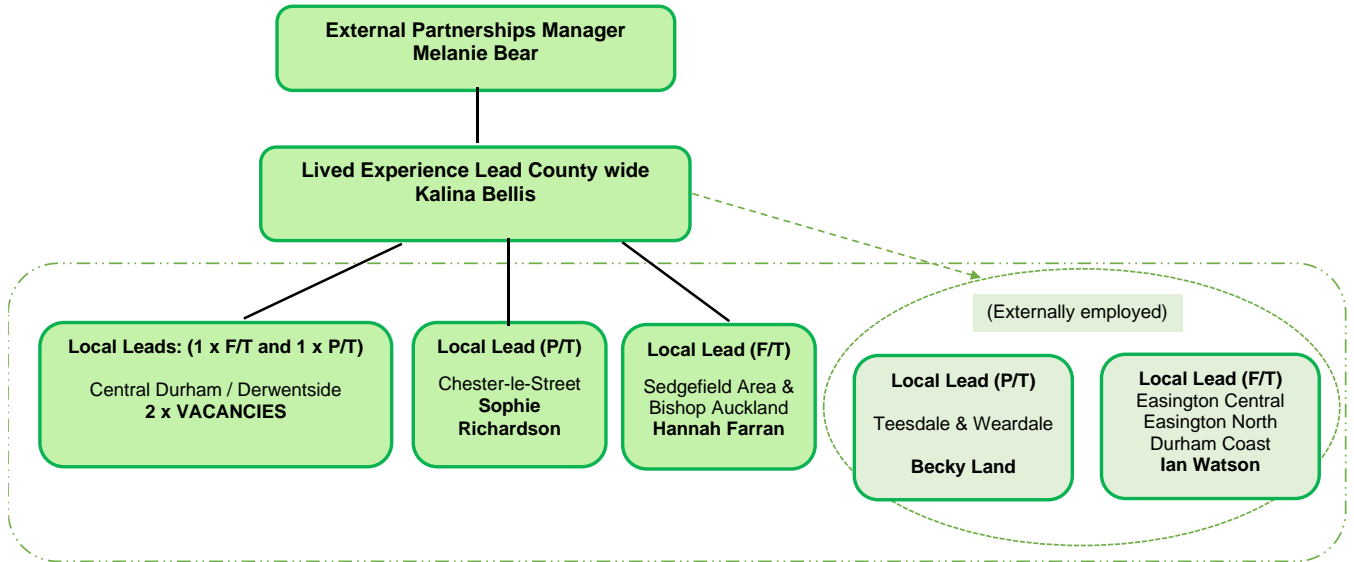 External Partnerships Manager
Melanie Bear
Lived Experience Lead County wide
Kalina Bellis
(Externally employed)
Local Leads: (1 x F/T and 1 x P/T)
Central Durham / Derwentside
2 x VACANCIES
Local Lead (P/T)
Chester-le-Street
Sophie
Richardson
Local Lead (F/T)
Sedgefield Area &
Bishop Auckland
Hannah Farran
Local Lead (P/T)
Teesdale & Weardale
Becky Land
Local Lead (F/T)
Easington Central
Easington North
Durham Coast
Ian Watson